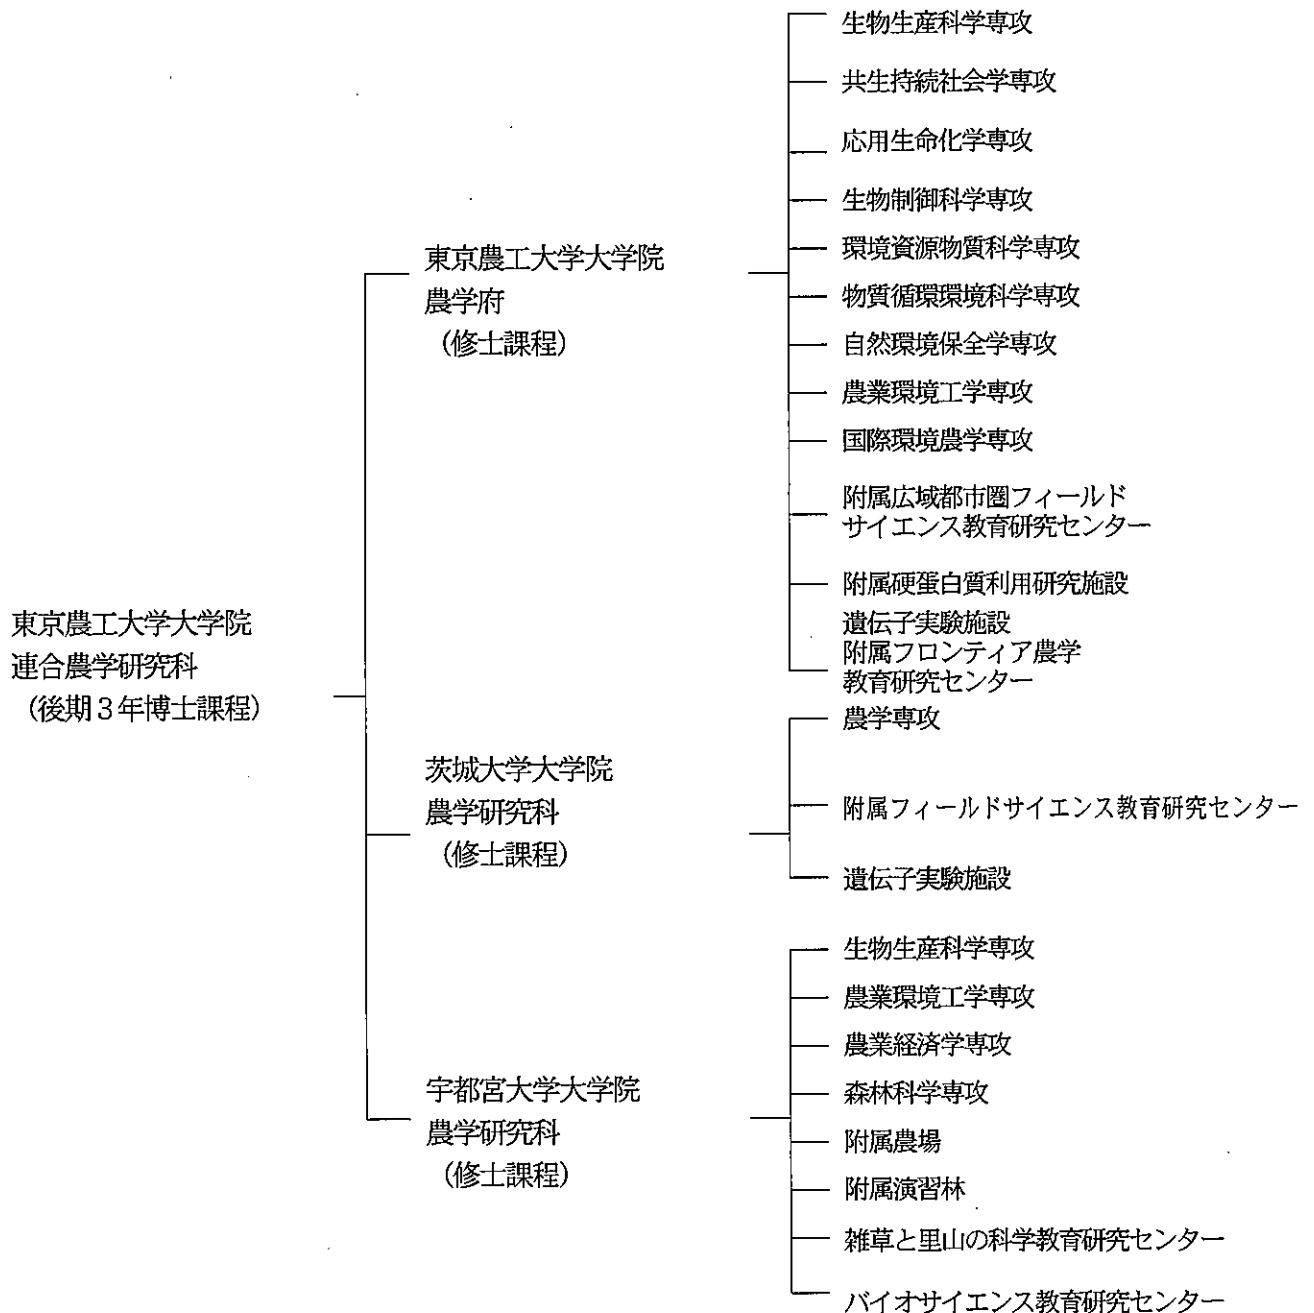 東京農工大学大学院
連合農学研究科
(後期3年博士課程)
東京農工大学大学院
農学府
(修士課程)
生物生産科学専攻
共生持続社会学専攻
応用生命化学専攻
生物制御科学専攻
環境資源物質科学専攻
物質循環環境科学専攻
自然環境保全学専攻
農業環境工学専攻
国際環境農学専攻
附属広域都市圏フィールド
サイエンス教育研究センター
附属硬蛋白質利用研究施設
遺伝子実験施設
附属フロンティア農学
教育研究センター
茨城大学大学院
農学研究科
(修士課程)
農学専攻
附属フィールドサイエンス教育研究センター
遺伝子実験施設
宇都宮大学大学院
農学研究科
(修士課程)
生物生産科学専攻
農業環境工学専攻
農業経済学専攻
森林科学専攻
附属農場
附属演習林
雑草と里山の科学教育研究センター
バイオサイエンス教育研究センター